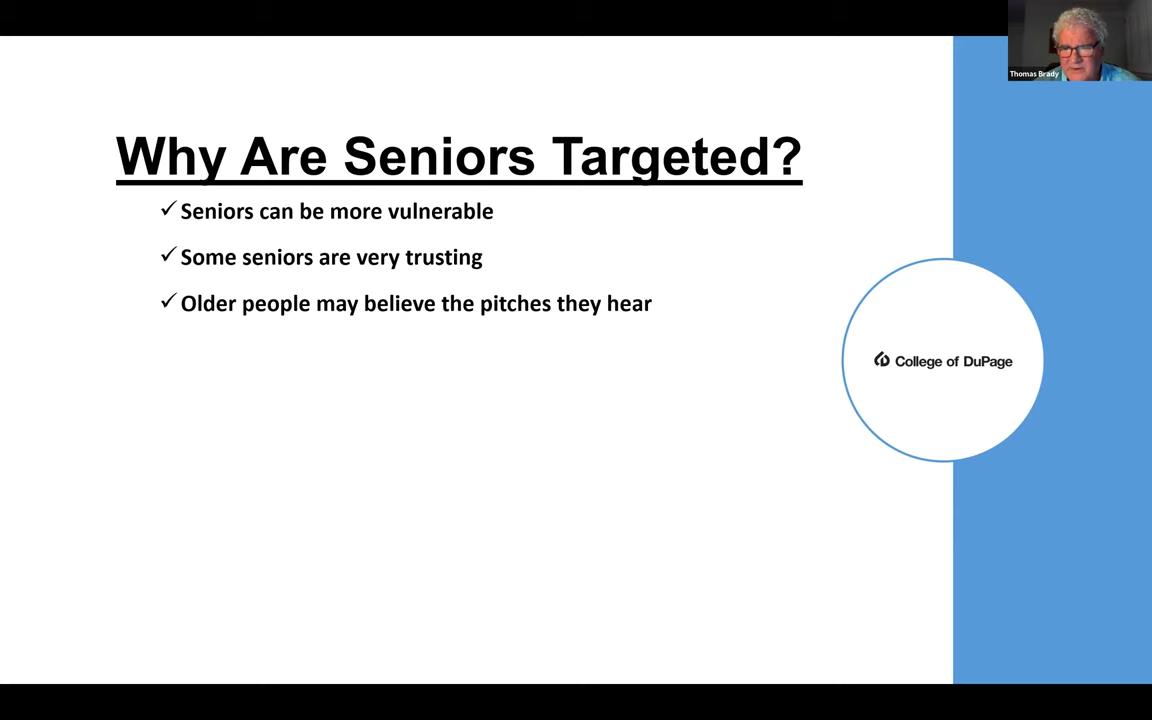 Thomas Brady
Why Are Seniors Targeted?
✓ Seniors can be more vulnerable
✓ Some seniors are very trusting
✓ Older people may believe the pitches they hear
College of DuPage